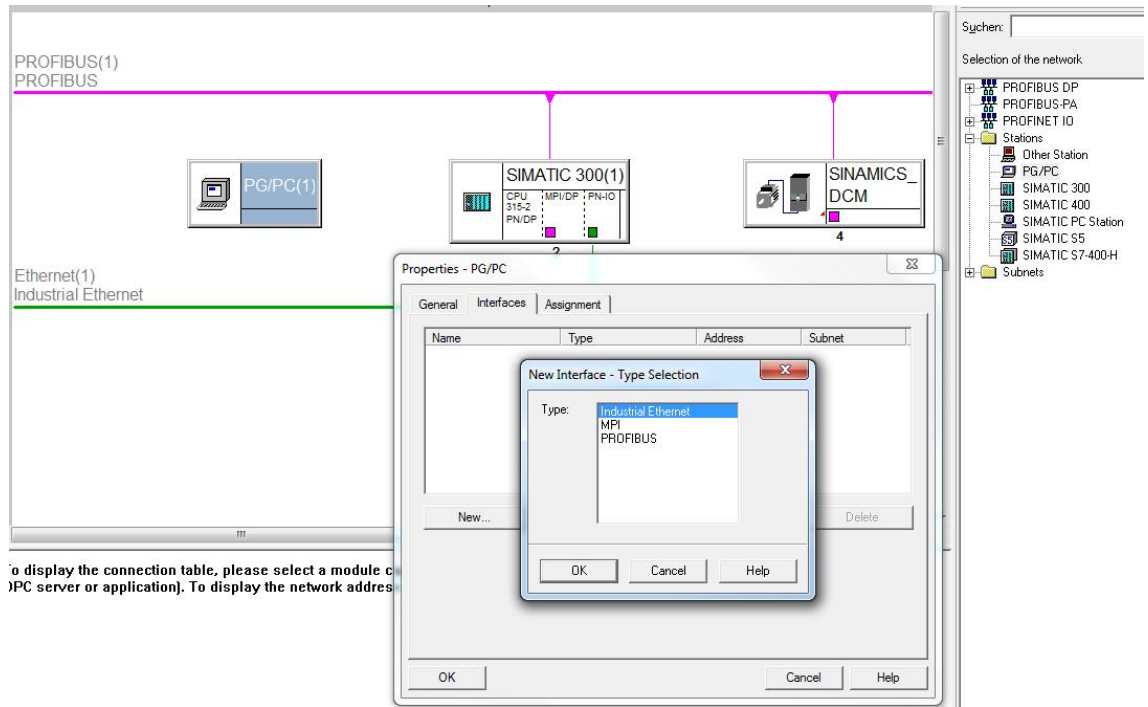 PROFIBUS(1)
PROFIBUS
PG/PC(1)
SIMATIC 300(1)
CPU 315-2 PN/DP
MPI/DP
PN-IO
2
SINAMICS_
DCM
4
Ethernet(1)
Industrial Ethernet
Properties - PG/PC
General
Interfaces
Assignment
Name
Type
Address
Subnet
New Interface - Type Selection
Type:
Industrial Ethernet
MPI
PROFIBUS
OK
Cancel
Help
New...
Delete
OK
Cancel
Help
o display the connection table, please select a module c
OPC server or application). To display the network addres
Suchen:
Selection of the network
PROFIBUS DP
PROFIBUS-PA
PROFINET IO
Stations
Other Station
PG/PC
SIMATIC 300
SIMATIC 400
SIMATIC PC Station
SIMATIC S5
SIMATIC S7-400-H
Subnets